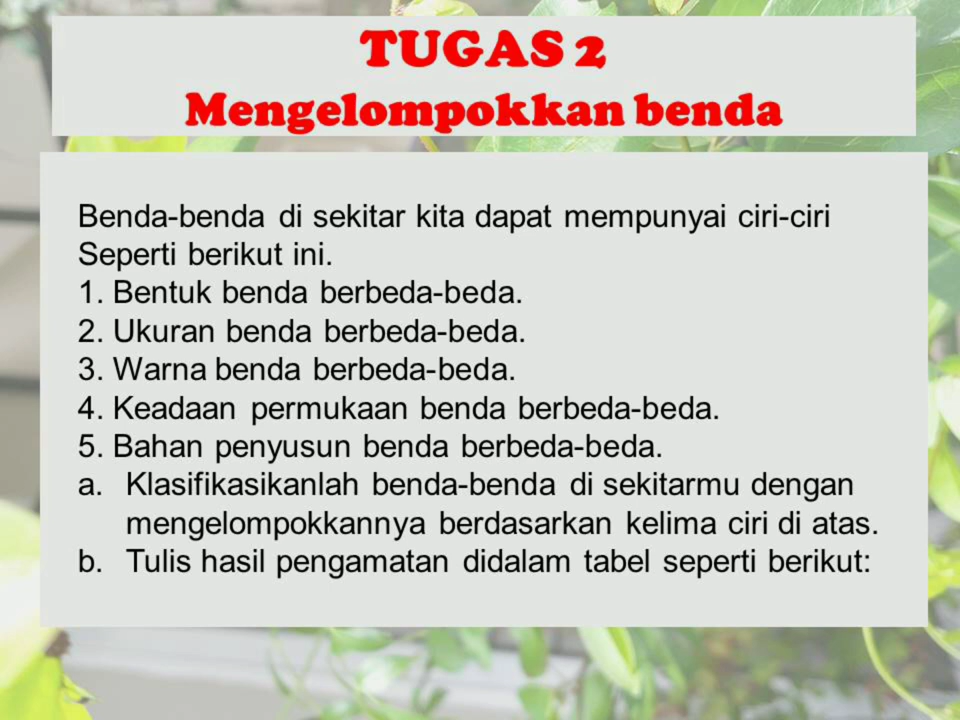 TUGAS 2
Mengelompokkan benda
Benda-benda di sekitar kita dapat mempunyai ciri-ciri
Seperti berikut ini.
1. Bentuk benda berbeda-beda.
2. Ukuran benda berbeda-beda.
3. Warna benda berbeda-beda.
4. Keadaan permukaan benda berbeda-beda.
5. Bahan penyusun benda berbeda-beda.
a. Klasifikasikanlah benda-benda di sekitarmu dengan
mengelompokkannya berdasarkan kelima ciri di atas.
b. Tulis hasil pengamatan didalam tabel seperti berikut: